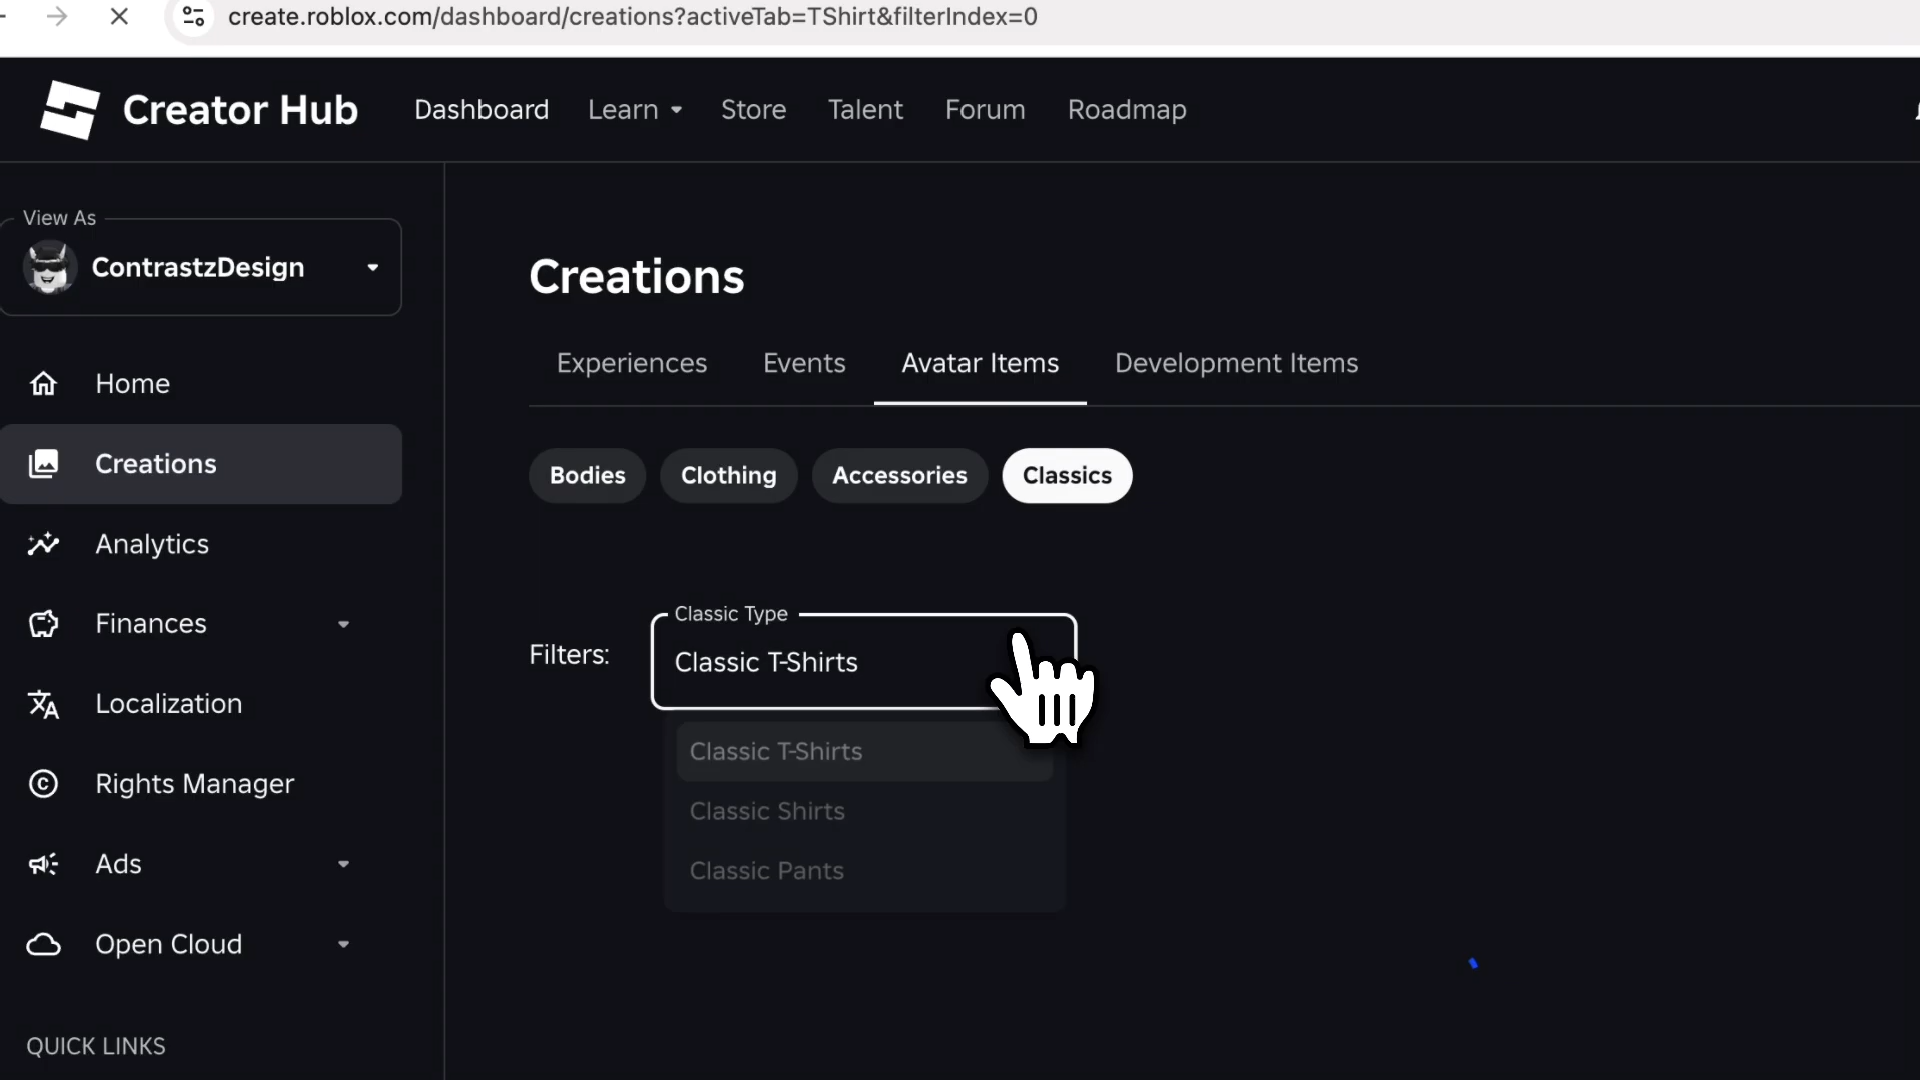 create.roblox.com/dashboard/creations?activeTab=TShirt&filterIndex=0
Creator Hub
Dashboard
Learn
Store
Talent
Forum
Roadmap
View As
ContrastzDesign
Home
Creations
Analytics
Finances
Localization
Rights Manager
Ads
Open Cloud
QUICK LINKS
Creations
Experiences
Events
Avatar Items
Development Items
Bodies
Clothing
Accessories
Classics
Filters:
Classic Type
Classic T-Shirts
Classic T-Shirts
Classic Shirts
Classic Pants